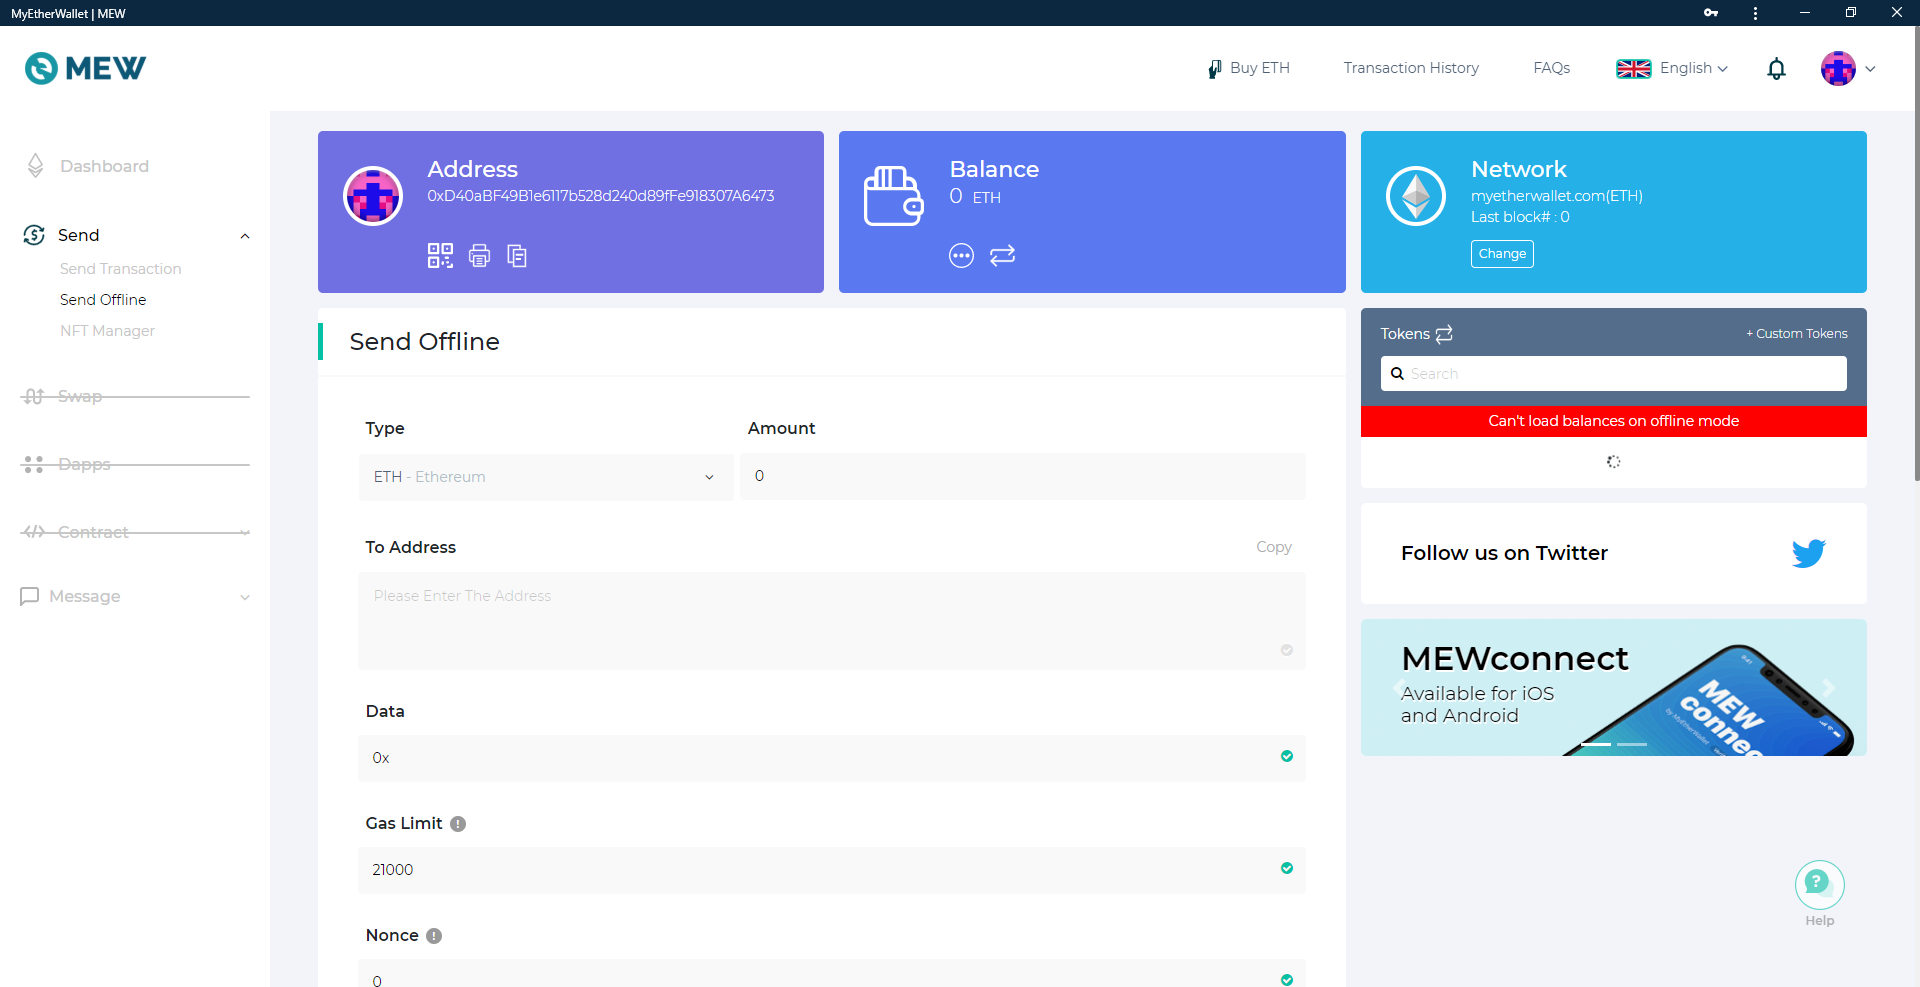 MyEtherWallet | MEW
MEW
Buy ETH
Transaction History
FAQs
English
Dashboard
Send
Send Transaction
Send Offline
NFT Manager
Swap
Dapps
Contract
Message
Address
0xD40aBF49B1e6117b528d240d89fFe918307A6473
Balance
0 ETH
Network
myetherwallet.com(ETH)
Last block# : 0
Change
Send Offline
Type
Amount
ETH - Ethereum
0
To Address
Copy
Please Enter The Address
Data
0x
Gas Limit
21000
Nonce
0
Tokens
+ Custom Tokens
Search
Can't load balances on offline mode
Follow us on Twitter
MEWconnect
Available for iOS
and Android
MEW
connec
Help